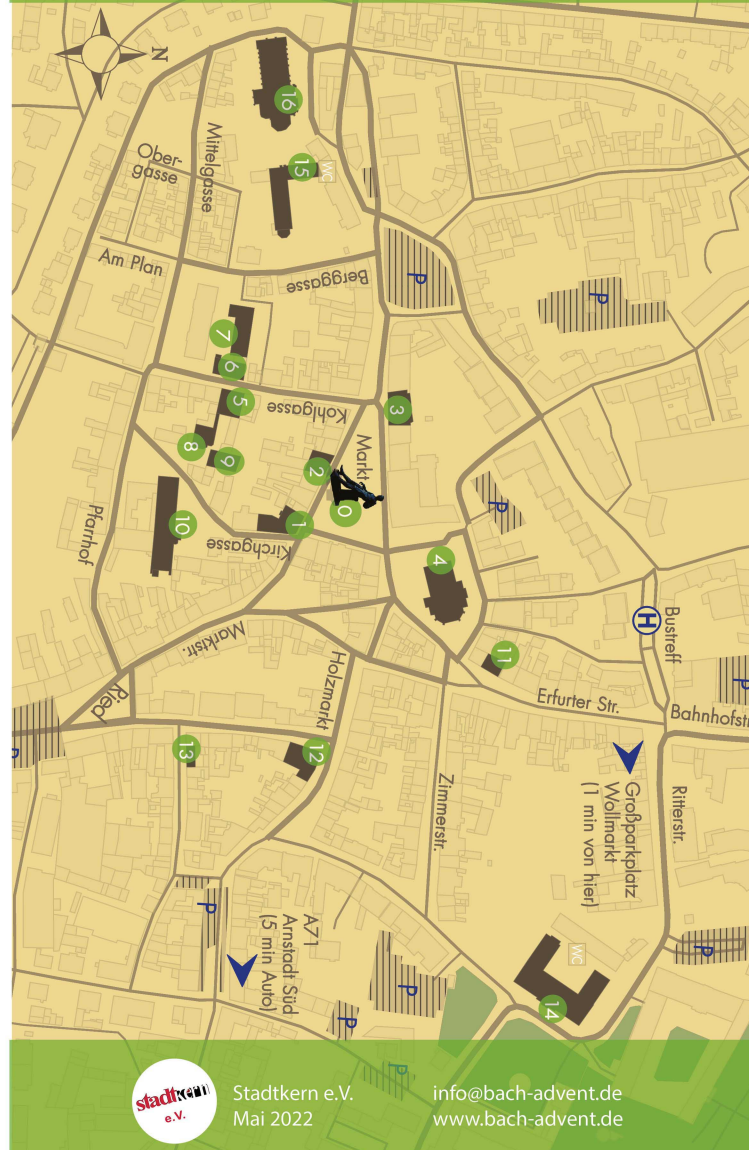 N
16
Mittelgasse
15
WC
Ober-
gasse
Am Plan
Berggasse
P
P
7
6
5
Kohlgasse
3
Markt
8
9
2
0
1
10
Kirchgasse
4
P
Pfarrhof
H
Bustreff
Marktstr.
Holzmarkt
11
Erfurter Str.
Bahnhofstr
P
Ried
13
12
Zimmerstr.
Großparkplatz
Wollmarkt
(1 min von hier)
Ritterstr.
P
P
A71
Arnstadt Süd
(5 min Auto)
P
WC
14
P
P
P
P
stadtkern
e.V.
Stadtkern e.V.
Mai 2022
info@bach-advent.de
www.bach-advent.de